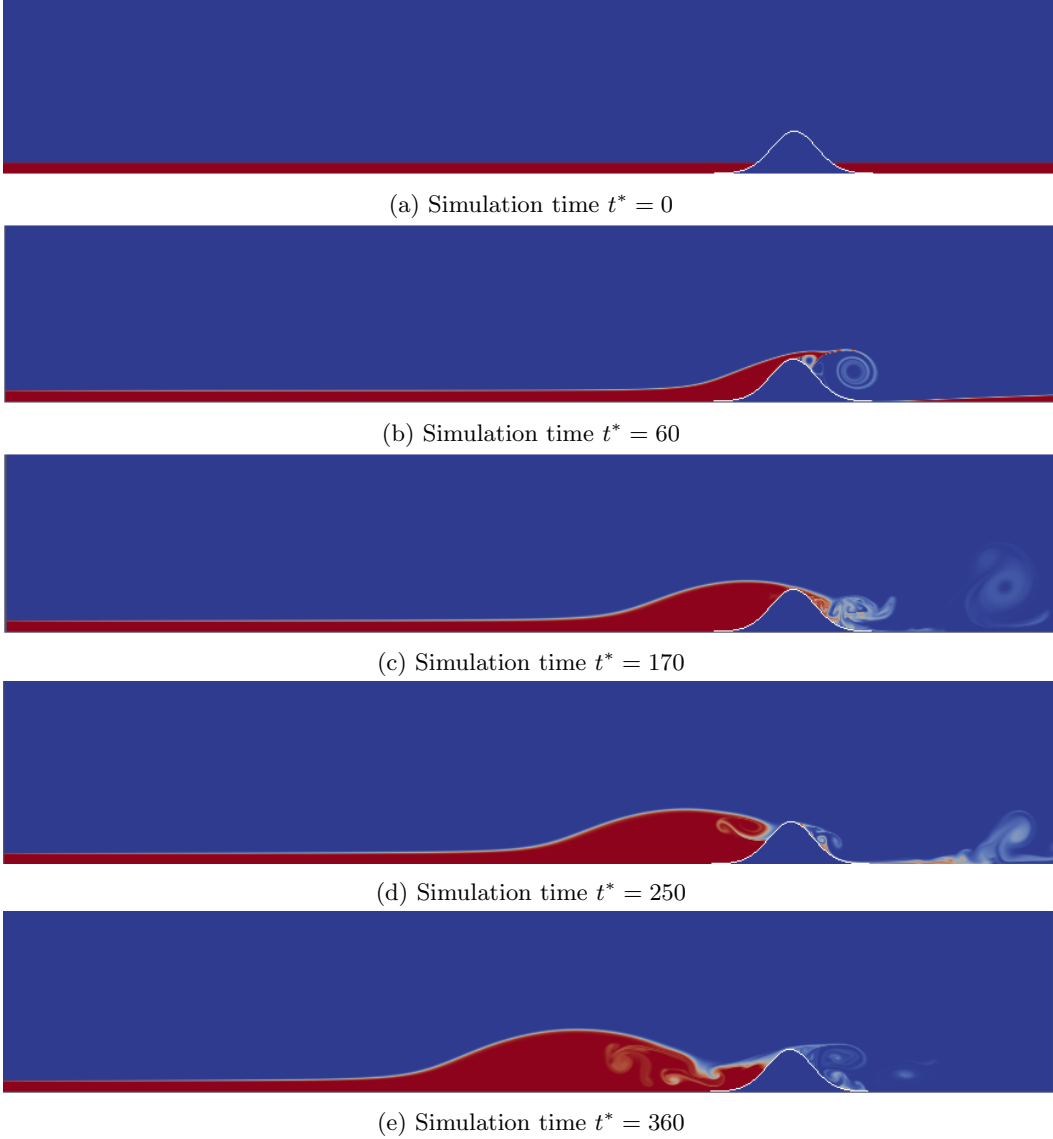 (a) Simulation time t* = 0
(b) Simulation time t* = 60
(c) Simulation time t* = 170
(d) Simulation time t* = 250
(e) Simulation time t* = 360